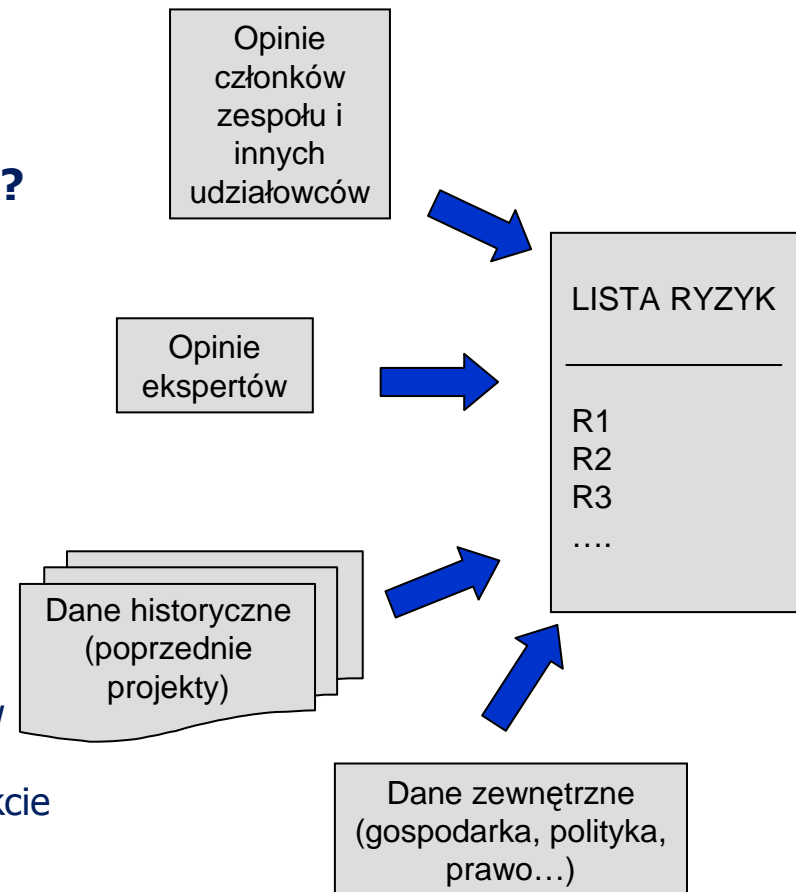 Opinie
członków
zespołu i
innych
udziałowców
?
LISTA RYZYK
R1
R2
R3
….
Opinie
ekspertów
Dane historyczne
(poprzednie
projekty)
Dane zewnętrzne
(gospodarka, polityka,
prawo…)